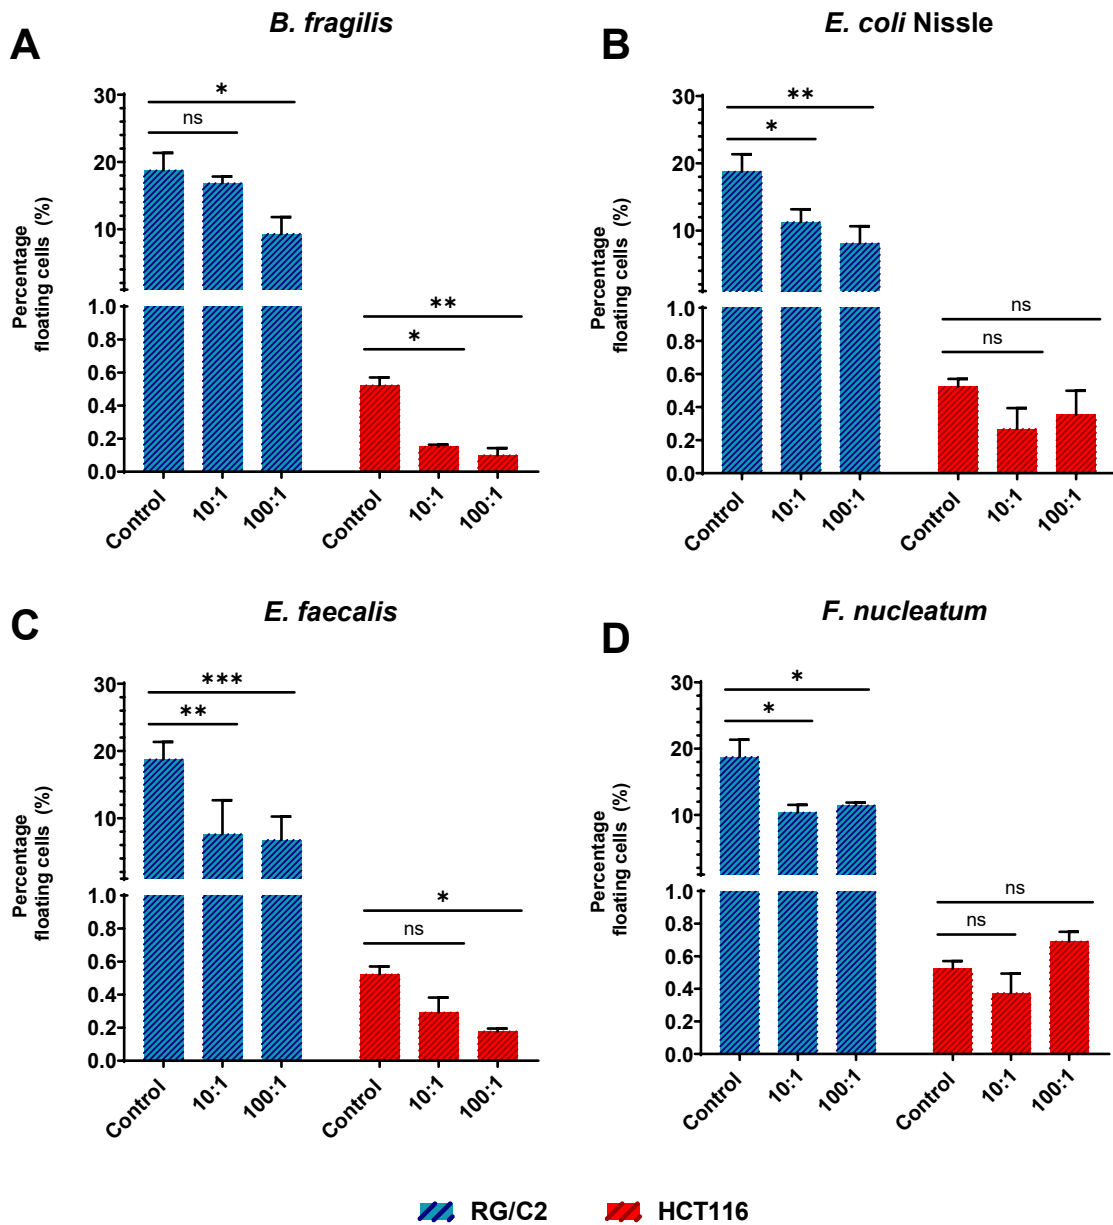 A
B. fragilis
30
20
10
1.0
0.8
0.6
0.4
0.2
0.0
Percentage
floating cells (%)
*
ns
**
*
Control
10:1
100:1
Control
10:1
100:1
B
E. coli Nissle
30
20
10
1.0
0.8
0.6
0.4
0.2
0.0
Percentage
floating cells (%)
**
*
ns
ns
Control
10:1
100:1
Control
10:1
100:1
C
E. faecalis
30
20
10
1.0
0.8
0.6
0.4
0.2
0.0
Percentage
floating cells (%)
***
**
*
ns
Control
10:1
100:1
Control
10:1
100:1
D
F. nucleatum
30
20
10
1.0
0.8
0.6
0.4
0.2
0.0
Percentage
floating cells (%)
*
*
ns
ns
Control
10:1
100:1
Control
10:1
100:1
RG/C2
HCT116